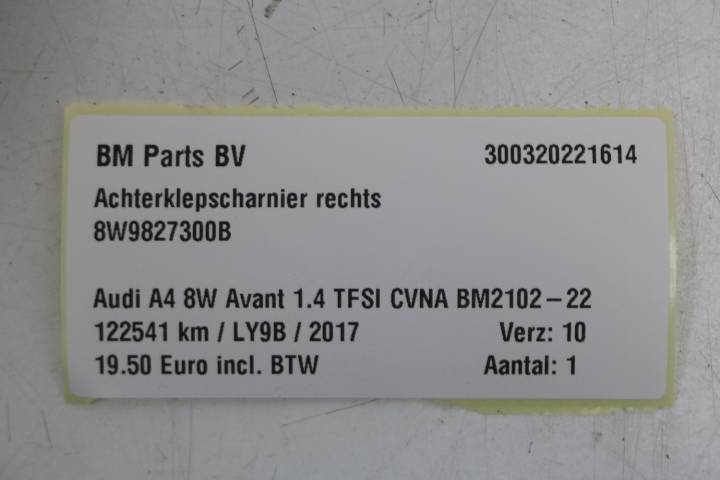 BM Parts BV 300320221614
Achterklepscharnier rechts
8W9827300B
Audi A4 8W Avant 1.4 TFSI CVNA BM2102-22
122541 km / LY9B / 2017 Verz: 10
19.50 Euro incl. BTW Aantal: 1